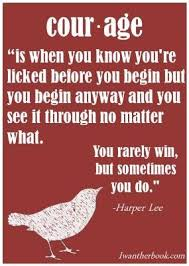 cour·age
“is when you know you're
licked before you begin but
you begin anyway and you
see it through no matter
what.
You rarely win,
but sometimes
you do."
-Harper Lee
Iwantherbook.com